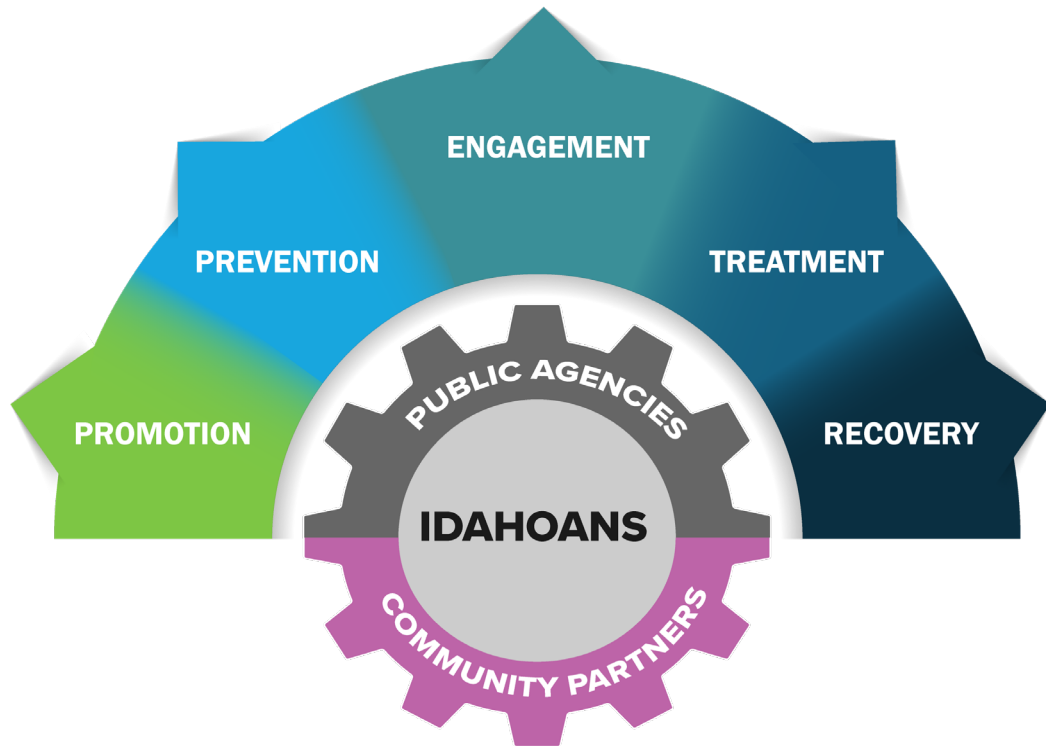 ENGAGEMENT
PREVENTION
TREATMENT
PROMOTION
RECOVERY
PUBLIC AGENCIES
IDAHOANS
COMMUNITY PARTNERS